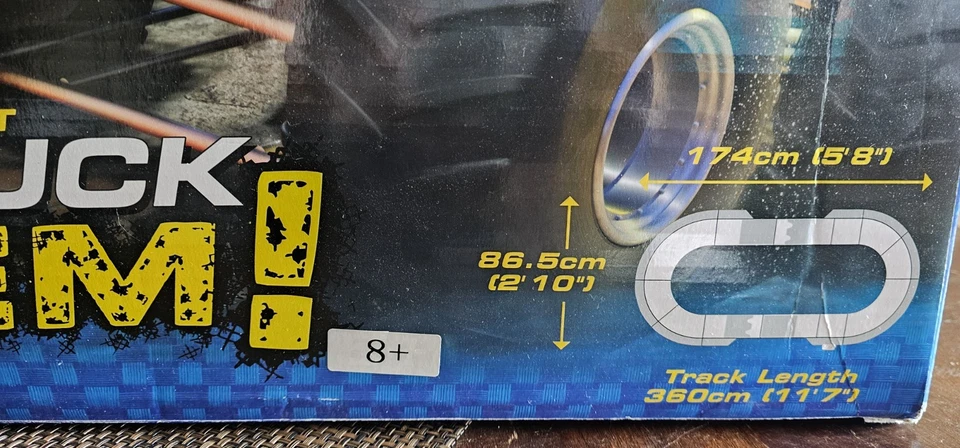 T
UCK
EM!
8+
174cm (5'8")
86.5cm
(2'10")
Track Length
360cm (11'7")